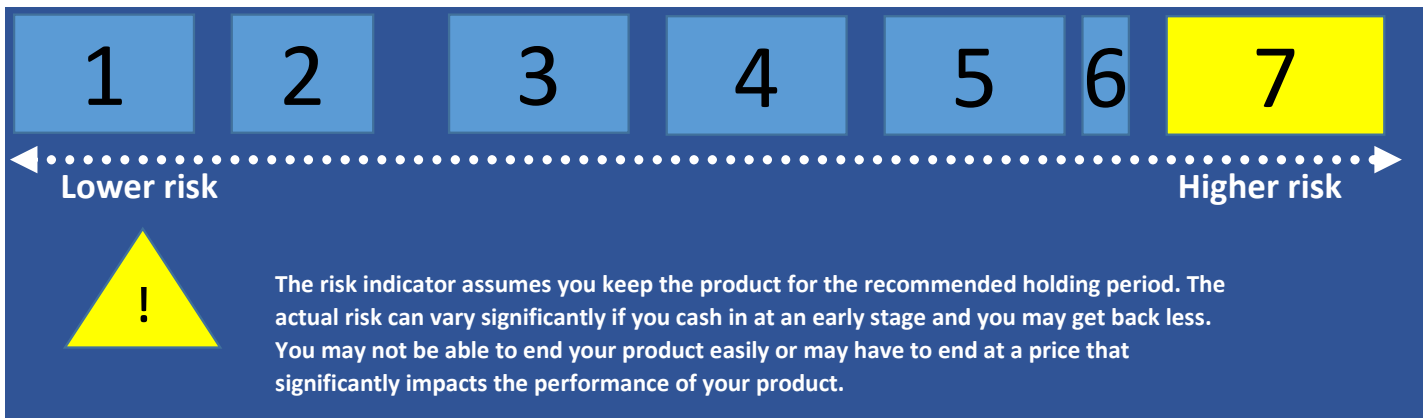 1 2 3 4 5 6 7
Lower risk Higher risk
!
The risk indicator assumes you keep the product for the recommended holding period. The
actual risk can vary significantly if you cash in at an early stage and you may get back less.
You may not be able to end your product easily or may have to end at a price that
significantly impacts the performance of your product.